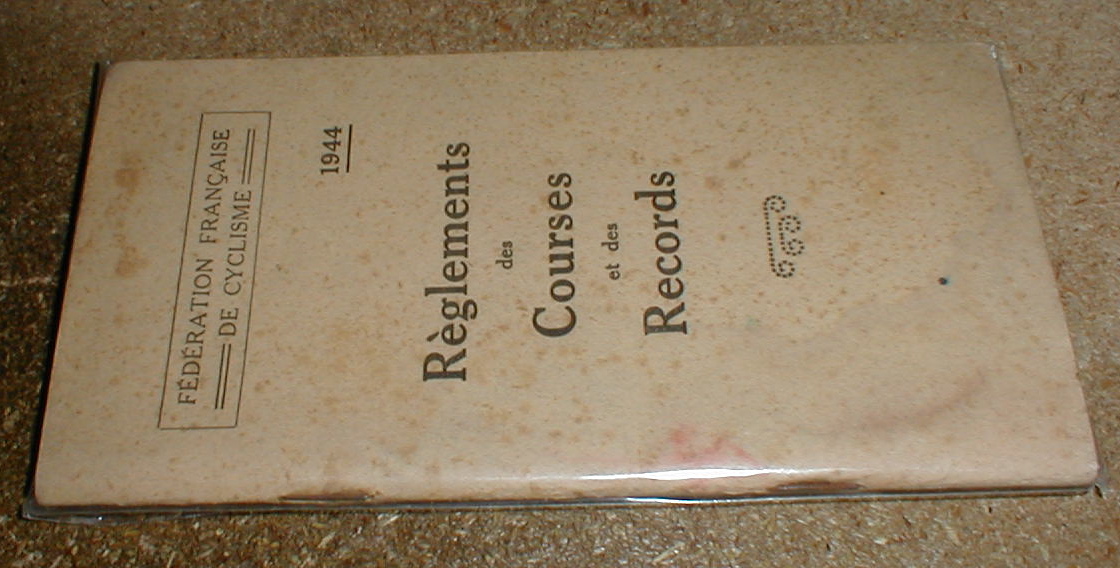 FÉDÉRATION FRANÇAISE
DE CYCLISME
1944
Règlements
des
Courses
et des
Records